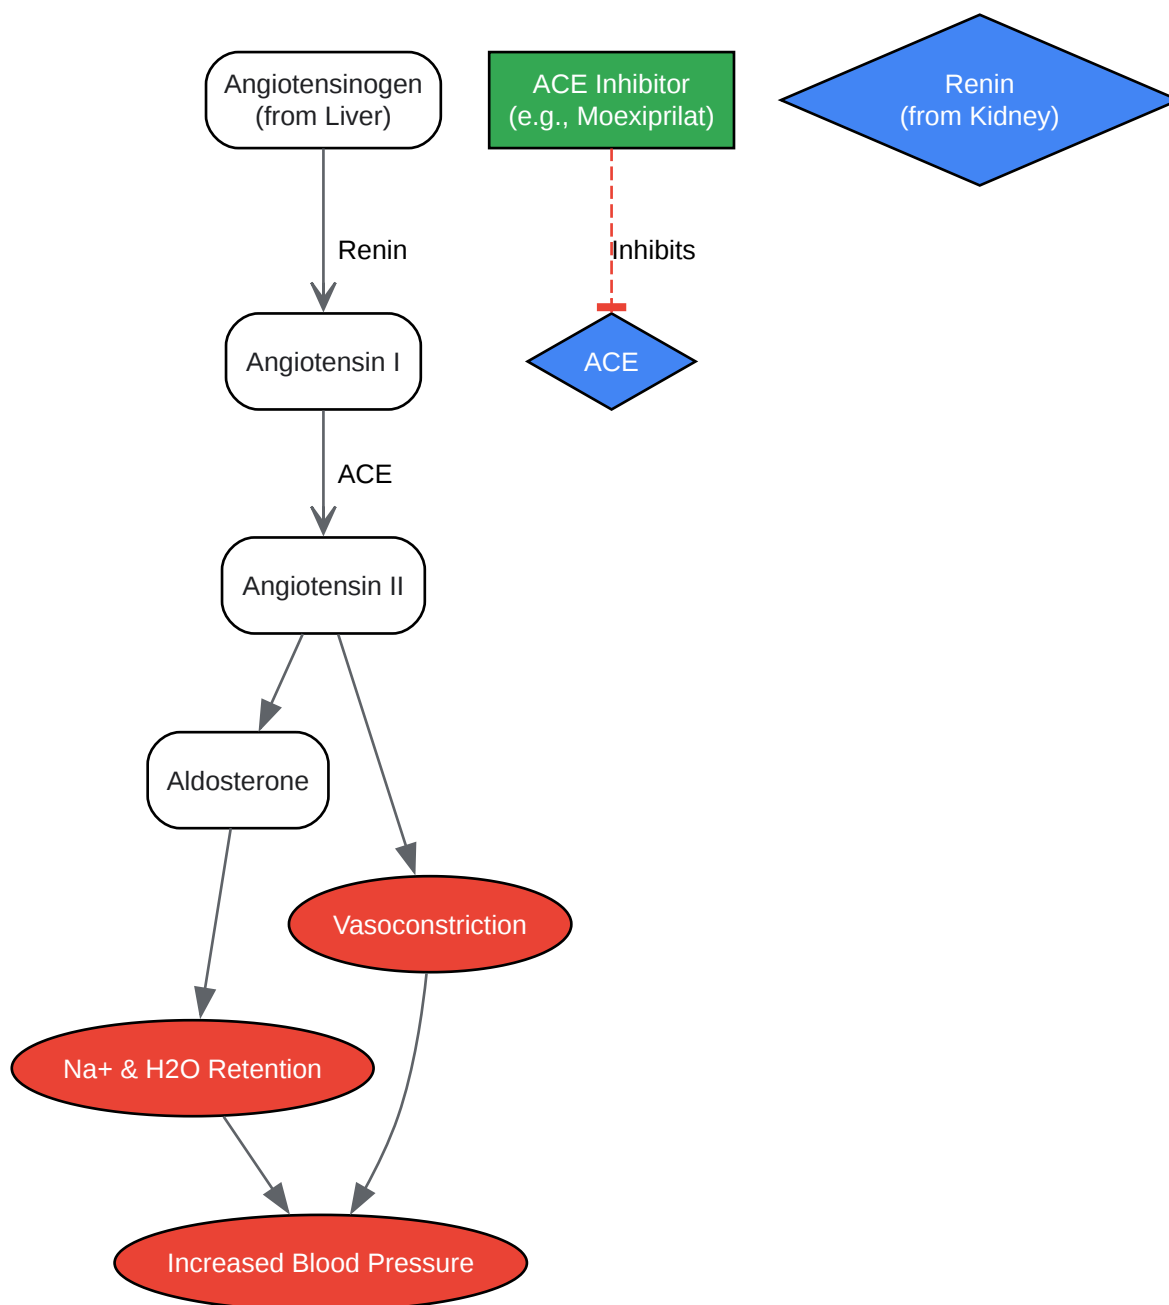 Angiotensinogen
(from Liver)
ACE Inhibitor
(e.g., Moexiprilat)
Renin
(from Kidney)
Renin
Inhibits
Angiotensin I
ACE
ACE
Angiotensin II
Aldosterone
Vasoconstriction
Na+ & H2O Retention
Increased Blood Pressure